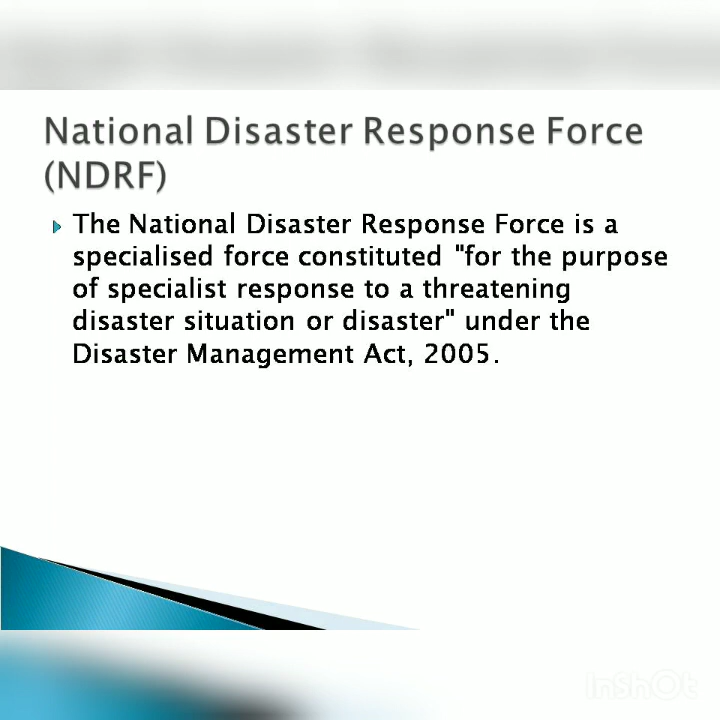 National Disaster Response Force
(NDRF)
The National Disaster Response Force is a
specialised force constituted "for the purpose
of specialist response to a threatening
disaster situation or disaster" under the
Disaster Management Act, 2005.
InShOt